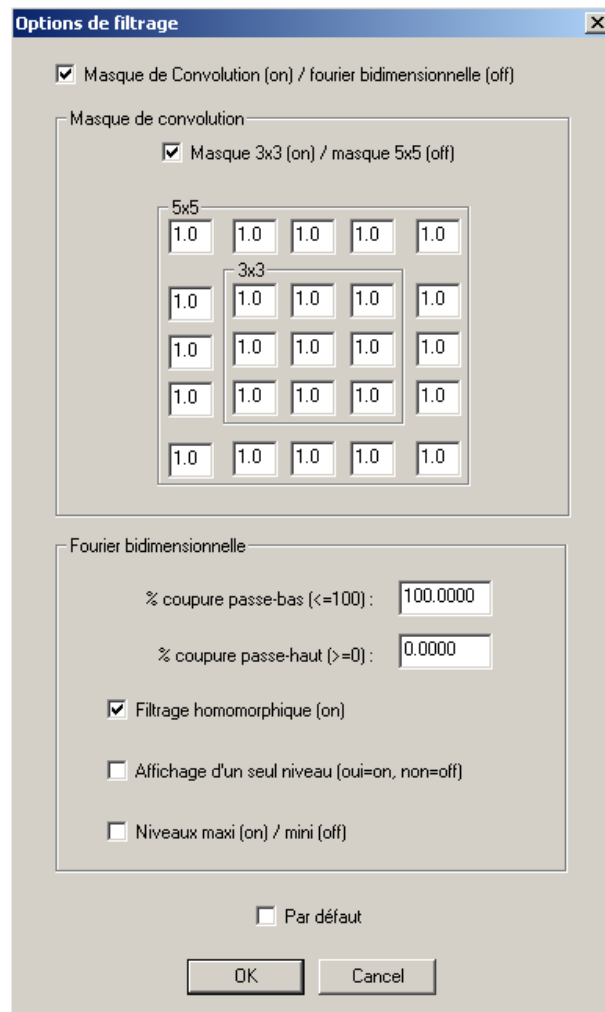 Options de filtrage
Masque de Convolution (on) / fourier bidimensionnelle (off)
Masque de convolution
Masque 3x3 (on) / masque 5x5 (off)
5x5
1.0 1.0 1.0 1.0 1.0
3x3
1.0 1.0 1.0 1.0 1.0
1.0 1.0 1.0 1.0 1.0
1.0 1.0 1.0 1.0 1.0
1.0 1.0 1.0 1.0 1.0
Fourier bidimensionnelle
% coupure passe-bas (<=100) : 100.0000
% coupure passe-haut (>=0) : 0.0000
Filtrage homomorphique (on)
Affichage d'un seul niveau (oui=on, non=off)
Niveaux maxi (on) / mini (off)
Par défaut
OK Cancel